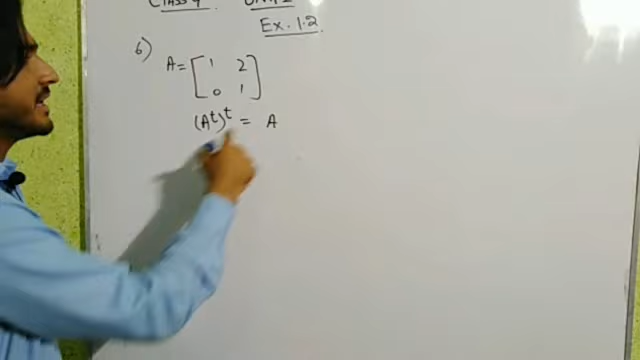 CLASS 9
Ex. 1.2
6) A = [ 1 2
0 1 ]
(Aᵗ)ᵗ = A